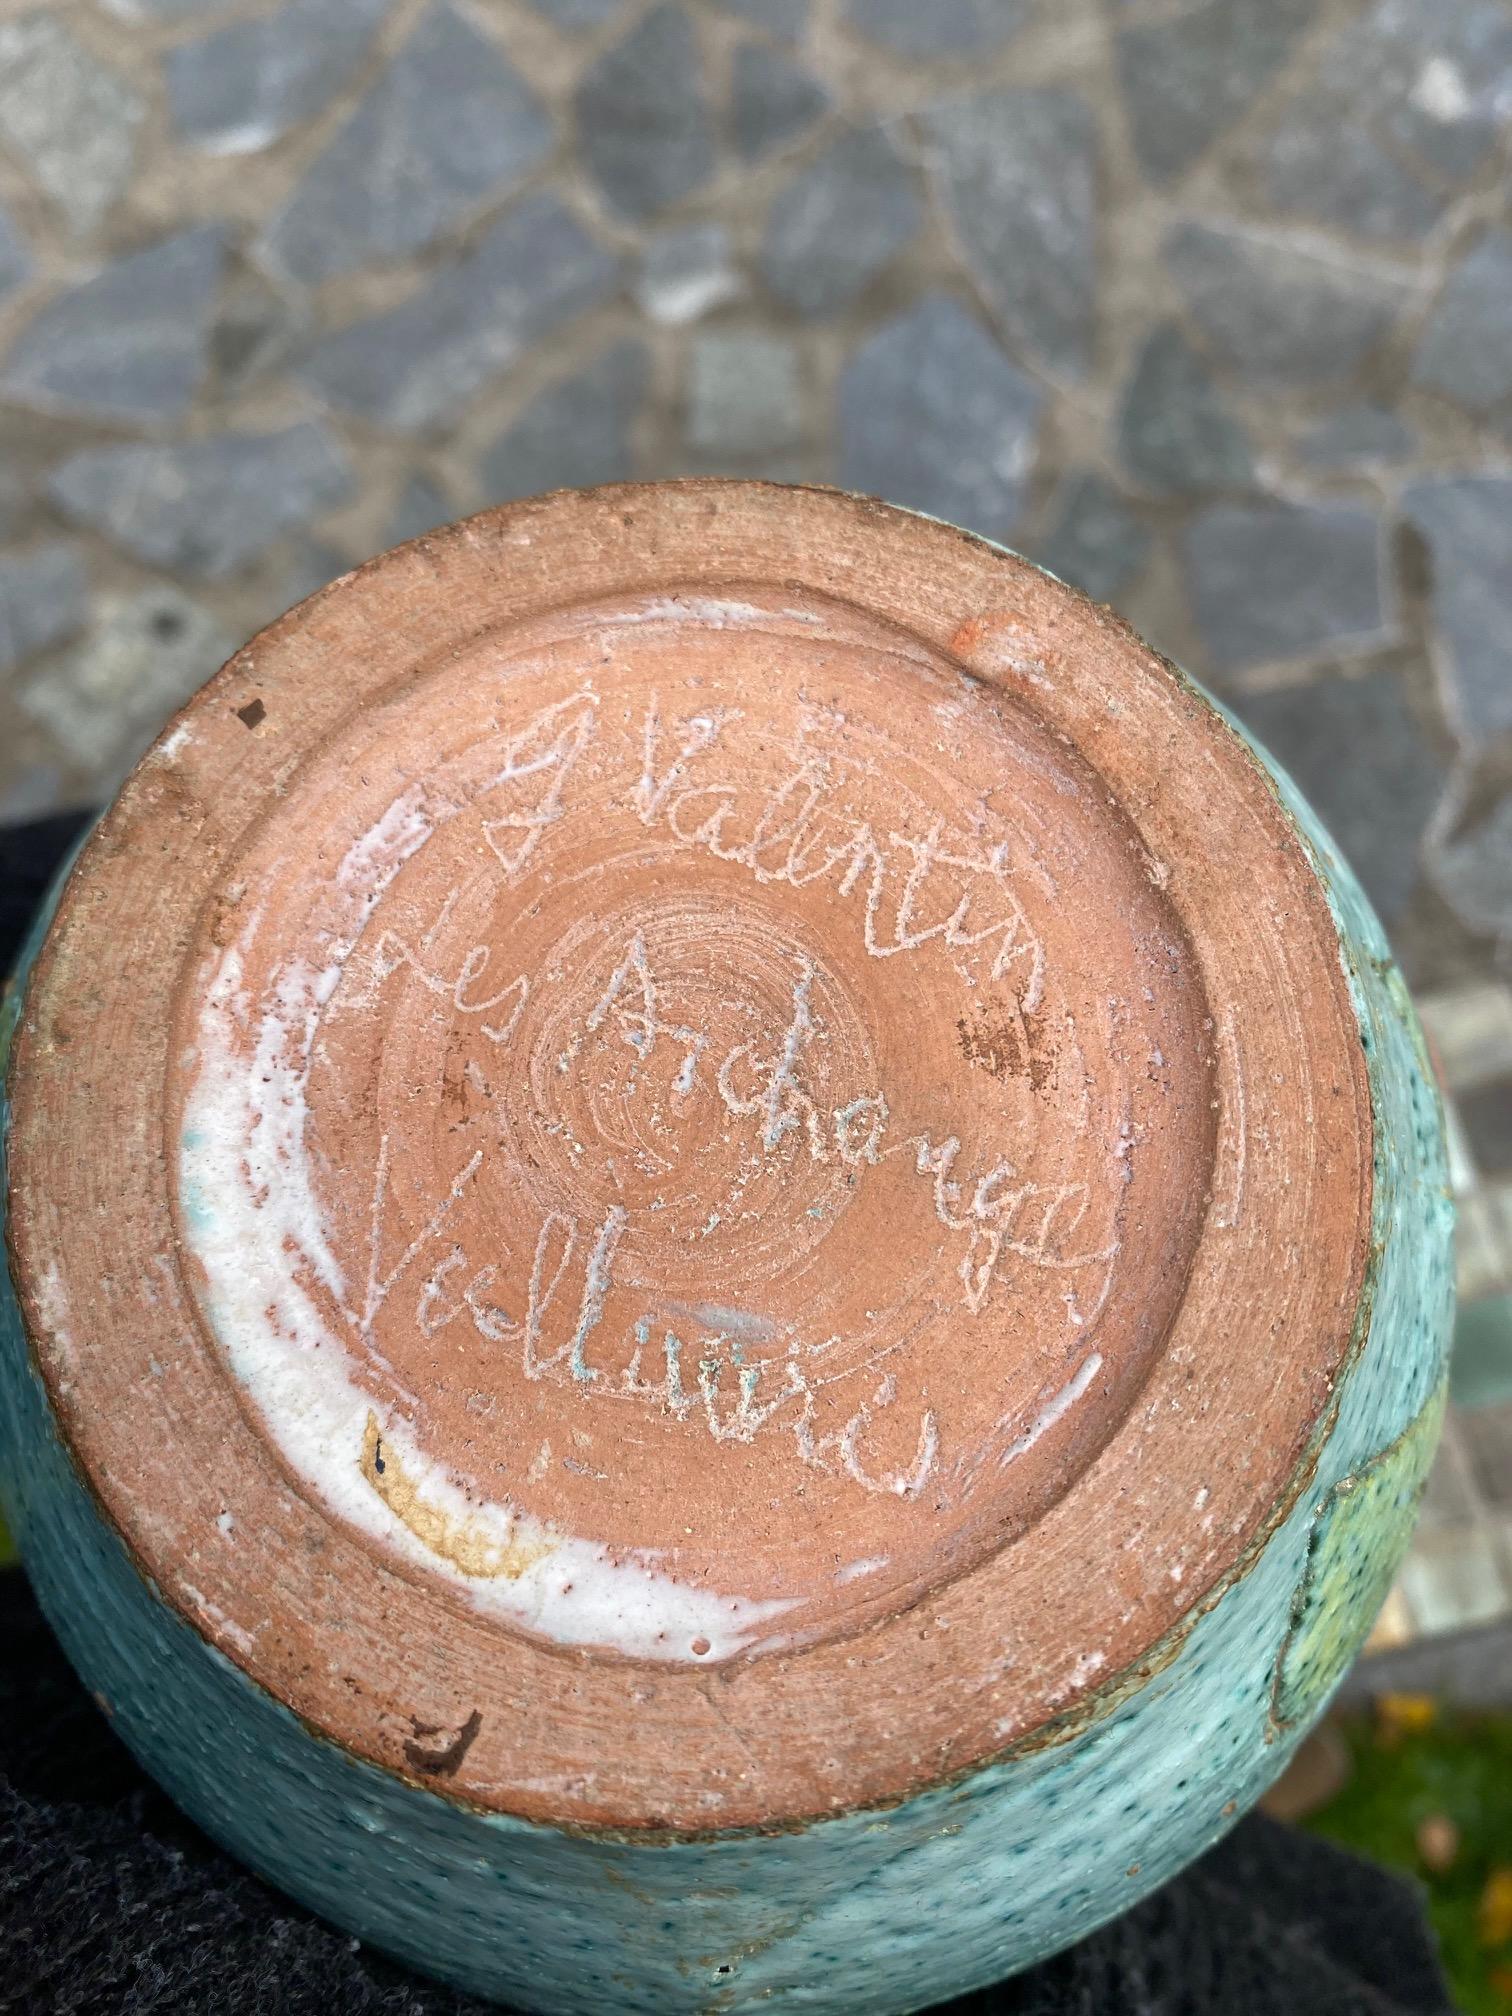 G Valentin
Les Archanges
Vallauris